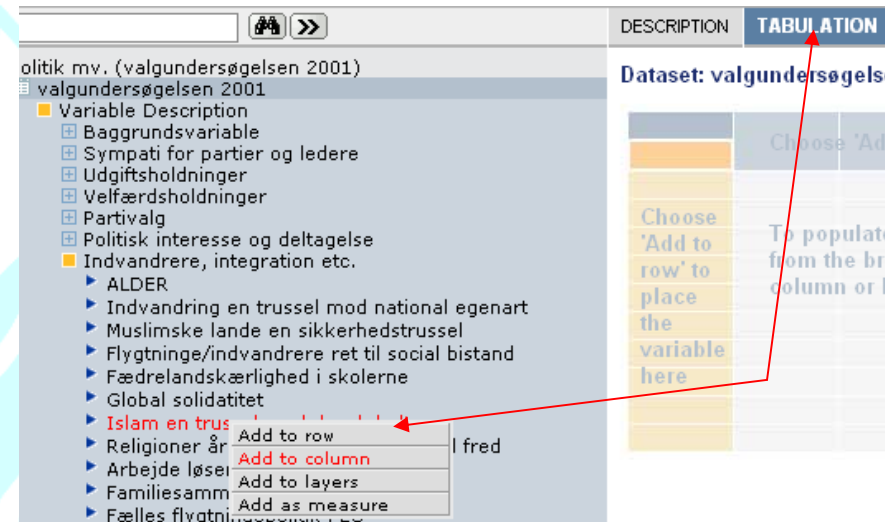 DESCRIPTION TABULATION
olitik mv. (valgundersøgelsen 2001)
valgundersøgelsen 2001
Variable Description
Baggrundsvariable
Sympati for partier og ledere
Udgiftsholdninger
Velfærdsholdninger
Partivalg
Politisk interesse og deltagelse
Indvandrere, integration etc.
ALDER
Indvandring en trussel mod national egenart
Muslimske lande en sikkerhedstrussel
Flygtninge/indvandrere ret til social bistand
Fædrelandskærlighed i skolerne
Global solidatitet
Islam en trus
Religioner år l fred
Arbejde løser
Familiesamm
Fælles flygtni
Add to row
Add to column
Add to layers
Add as measure
Dataset: valgundersøgels
Choose 'Ad
Choose
'Add to
row' to
place
the
variable
here
To populat
from the br
column or